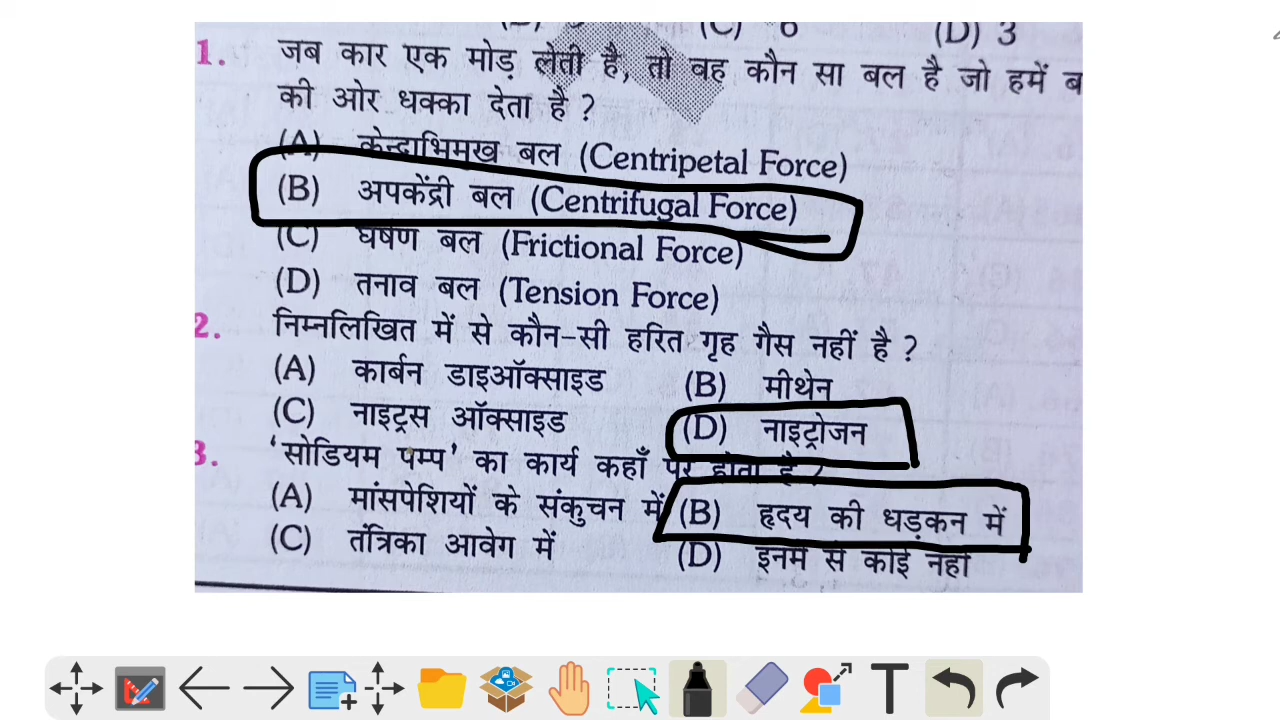 (C) 6 (D) 3
1. जब कार एक मोड़ लेती है, तो वह कौन सा बल है जो हमें
की ओर धक्का देता है ?
(A) केन्द्राभिमुख बल (Centripetal Force)
(B) अपकेंद्री बल (Centrifugal Force)
(C) घर्षण बल (Frictional Force)
(D) तनाव बल (Tension Force)
2. निम्नलिखित में से कौन-सी हरित गृह गैस नहीं है ?
(A) कार्बन डाइऑक्साइड (B) मीथेन
(C) नाइट्रस ऑक्साइड (D) नाइट्रोजन
3. 'सोडियम पम्प' का कार्य कहाँ पर होता है ?
(A) मांसपेशियों के संकुचन में (B) हृदय की धड़कन में
(C) तंत्रिका आवेग में (D) इनमें से कोई नहीं